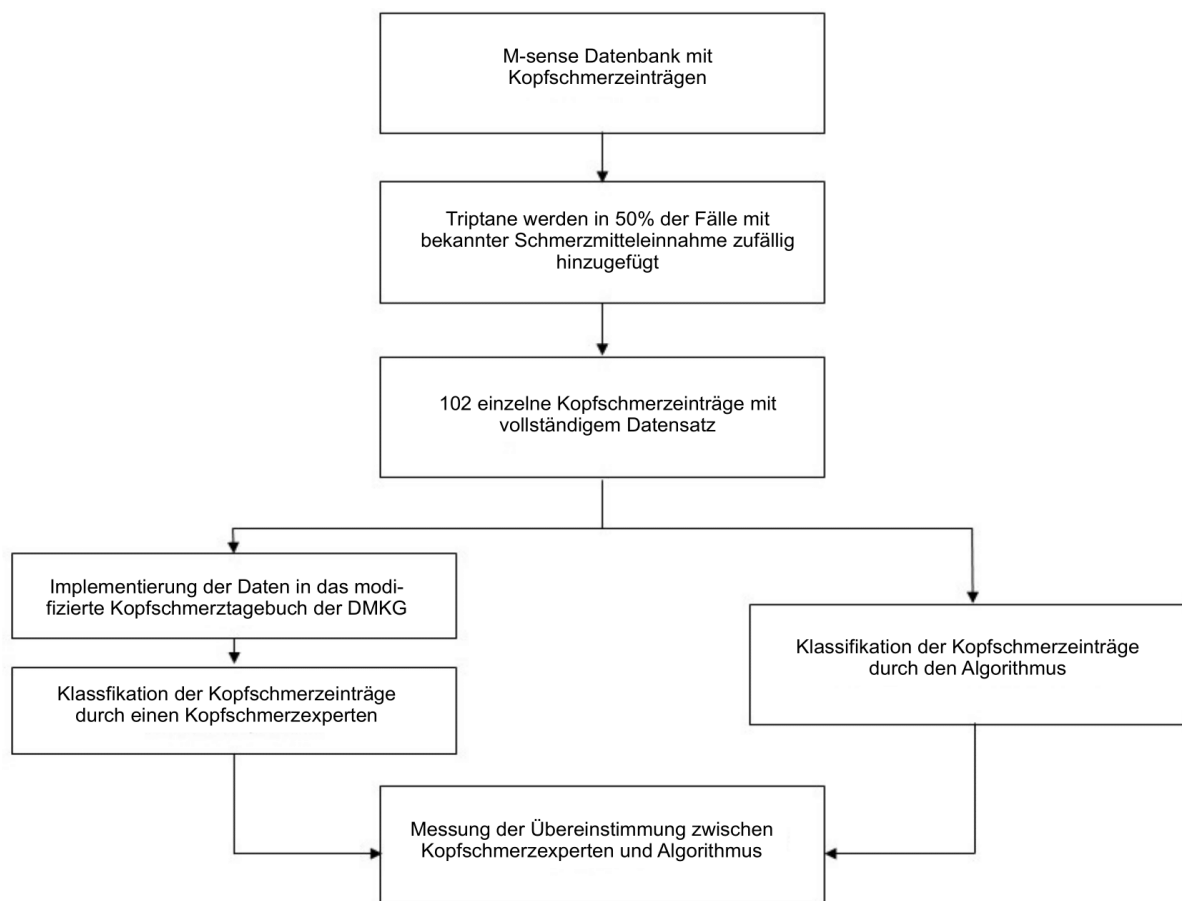 M-sense Datenbank mit
Kopfschmerzeinträgen
Triptane werden in 50% der Fälle mit
bekannter Schmerzmitteleinnahme zufällig
hinzugefügt
102 einzelne Kopfschmerzeinträge mit
vollständigem Datensatz
Implementierung der Daten in das modi-
fizierte Kopfschmerztagebuch der DMKG
Klassfikation der Kopfschmerzeinträge
durch einen Kopfschmerzexperten
Klassifikation der Kopfschmerzeinträge
durch den Algorithmus
Messung der Übereinstimmung zwischen
Kopfschmerzexperten und Algorithmus